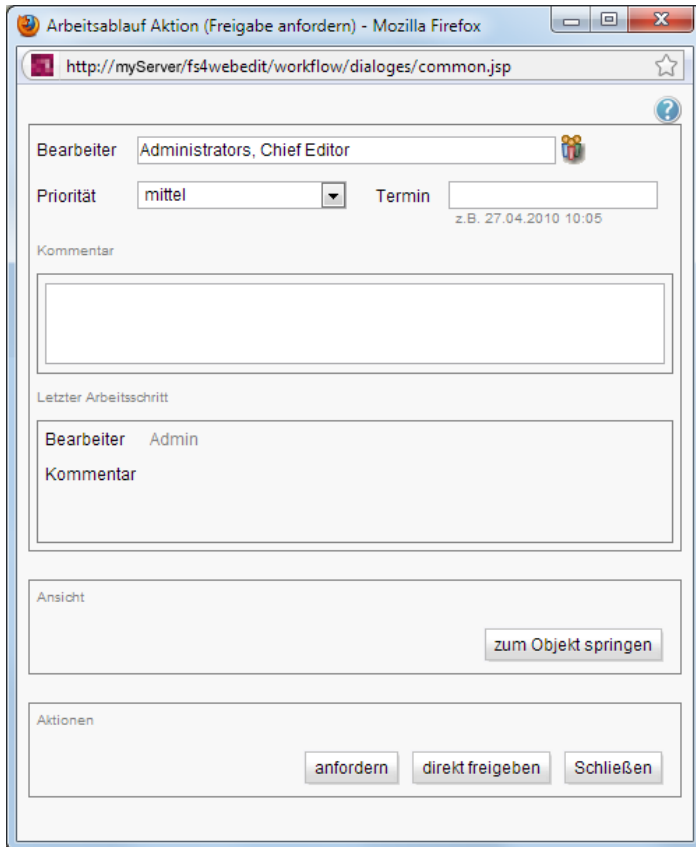 Arbeitsablauf Aktion (Freigabe anfordern) - Mozilla Firefox
http://myServer/fs4webedit/workflow/dialoges/common.jsp
?
Bearbeiter Administrators, Chief Editor
Priorität mittel Termin
z.B. 27.04.2010 10:05
Kommentar
Letzter Arbeitsschritt
Bearbeiter Admin
Kommentar
Ansicht
zum Objekt springen
Aktionen
anfordern direkt freigeben Schließen